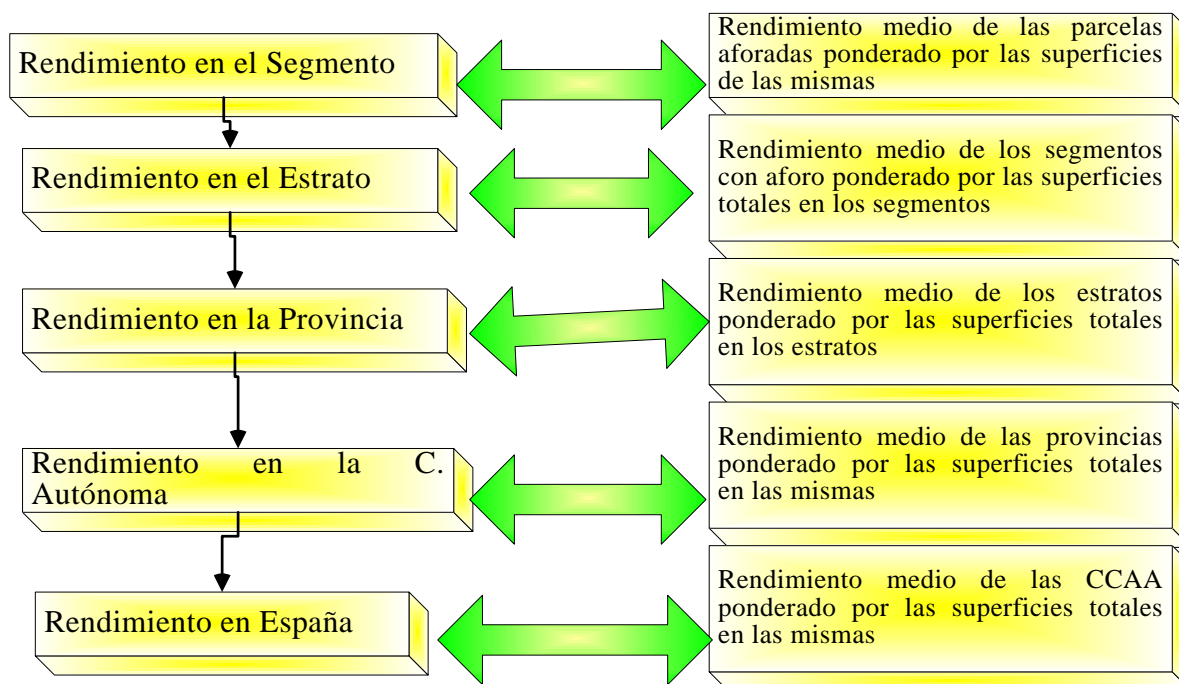 Rendimiento en el Segmento
Rendimiento medio de las parcelas
aforadas ponderado por las superficies
de las mismas
Rendimiento en el Estrato
Rendimiento medio de los segmentos
con aforo ponderado por las superficies
totales en los segmentos
Rendimiento en la Provincia
Rendimiento medio de los estratos
ponderado por las superficies totales
en los estratos
Rendimiento en la C.
Autónoma
Rendimiento medio de las provincias
ponderado por las superficies totales
en las mismas
Rendimiento en España
Rendimiento medio de las CCAA
ponderado por las superficies totales
en las mismas